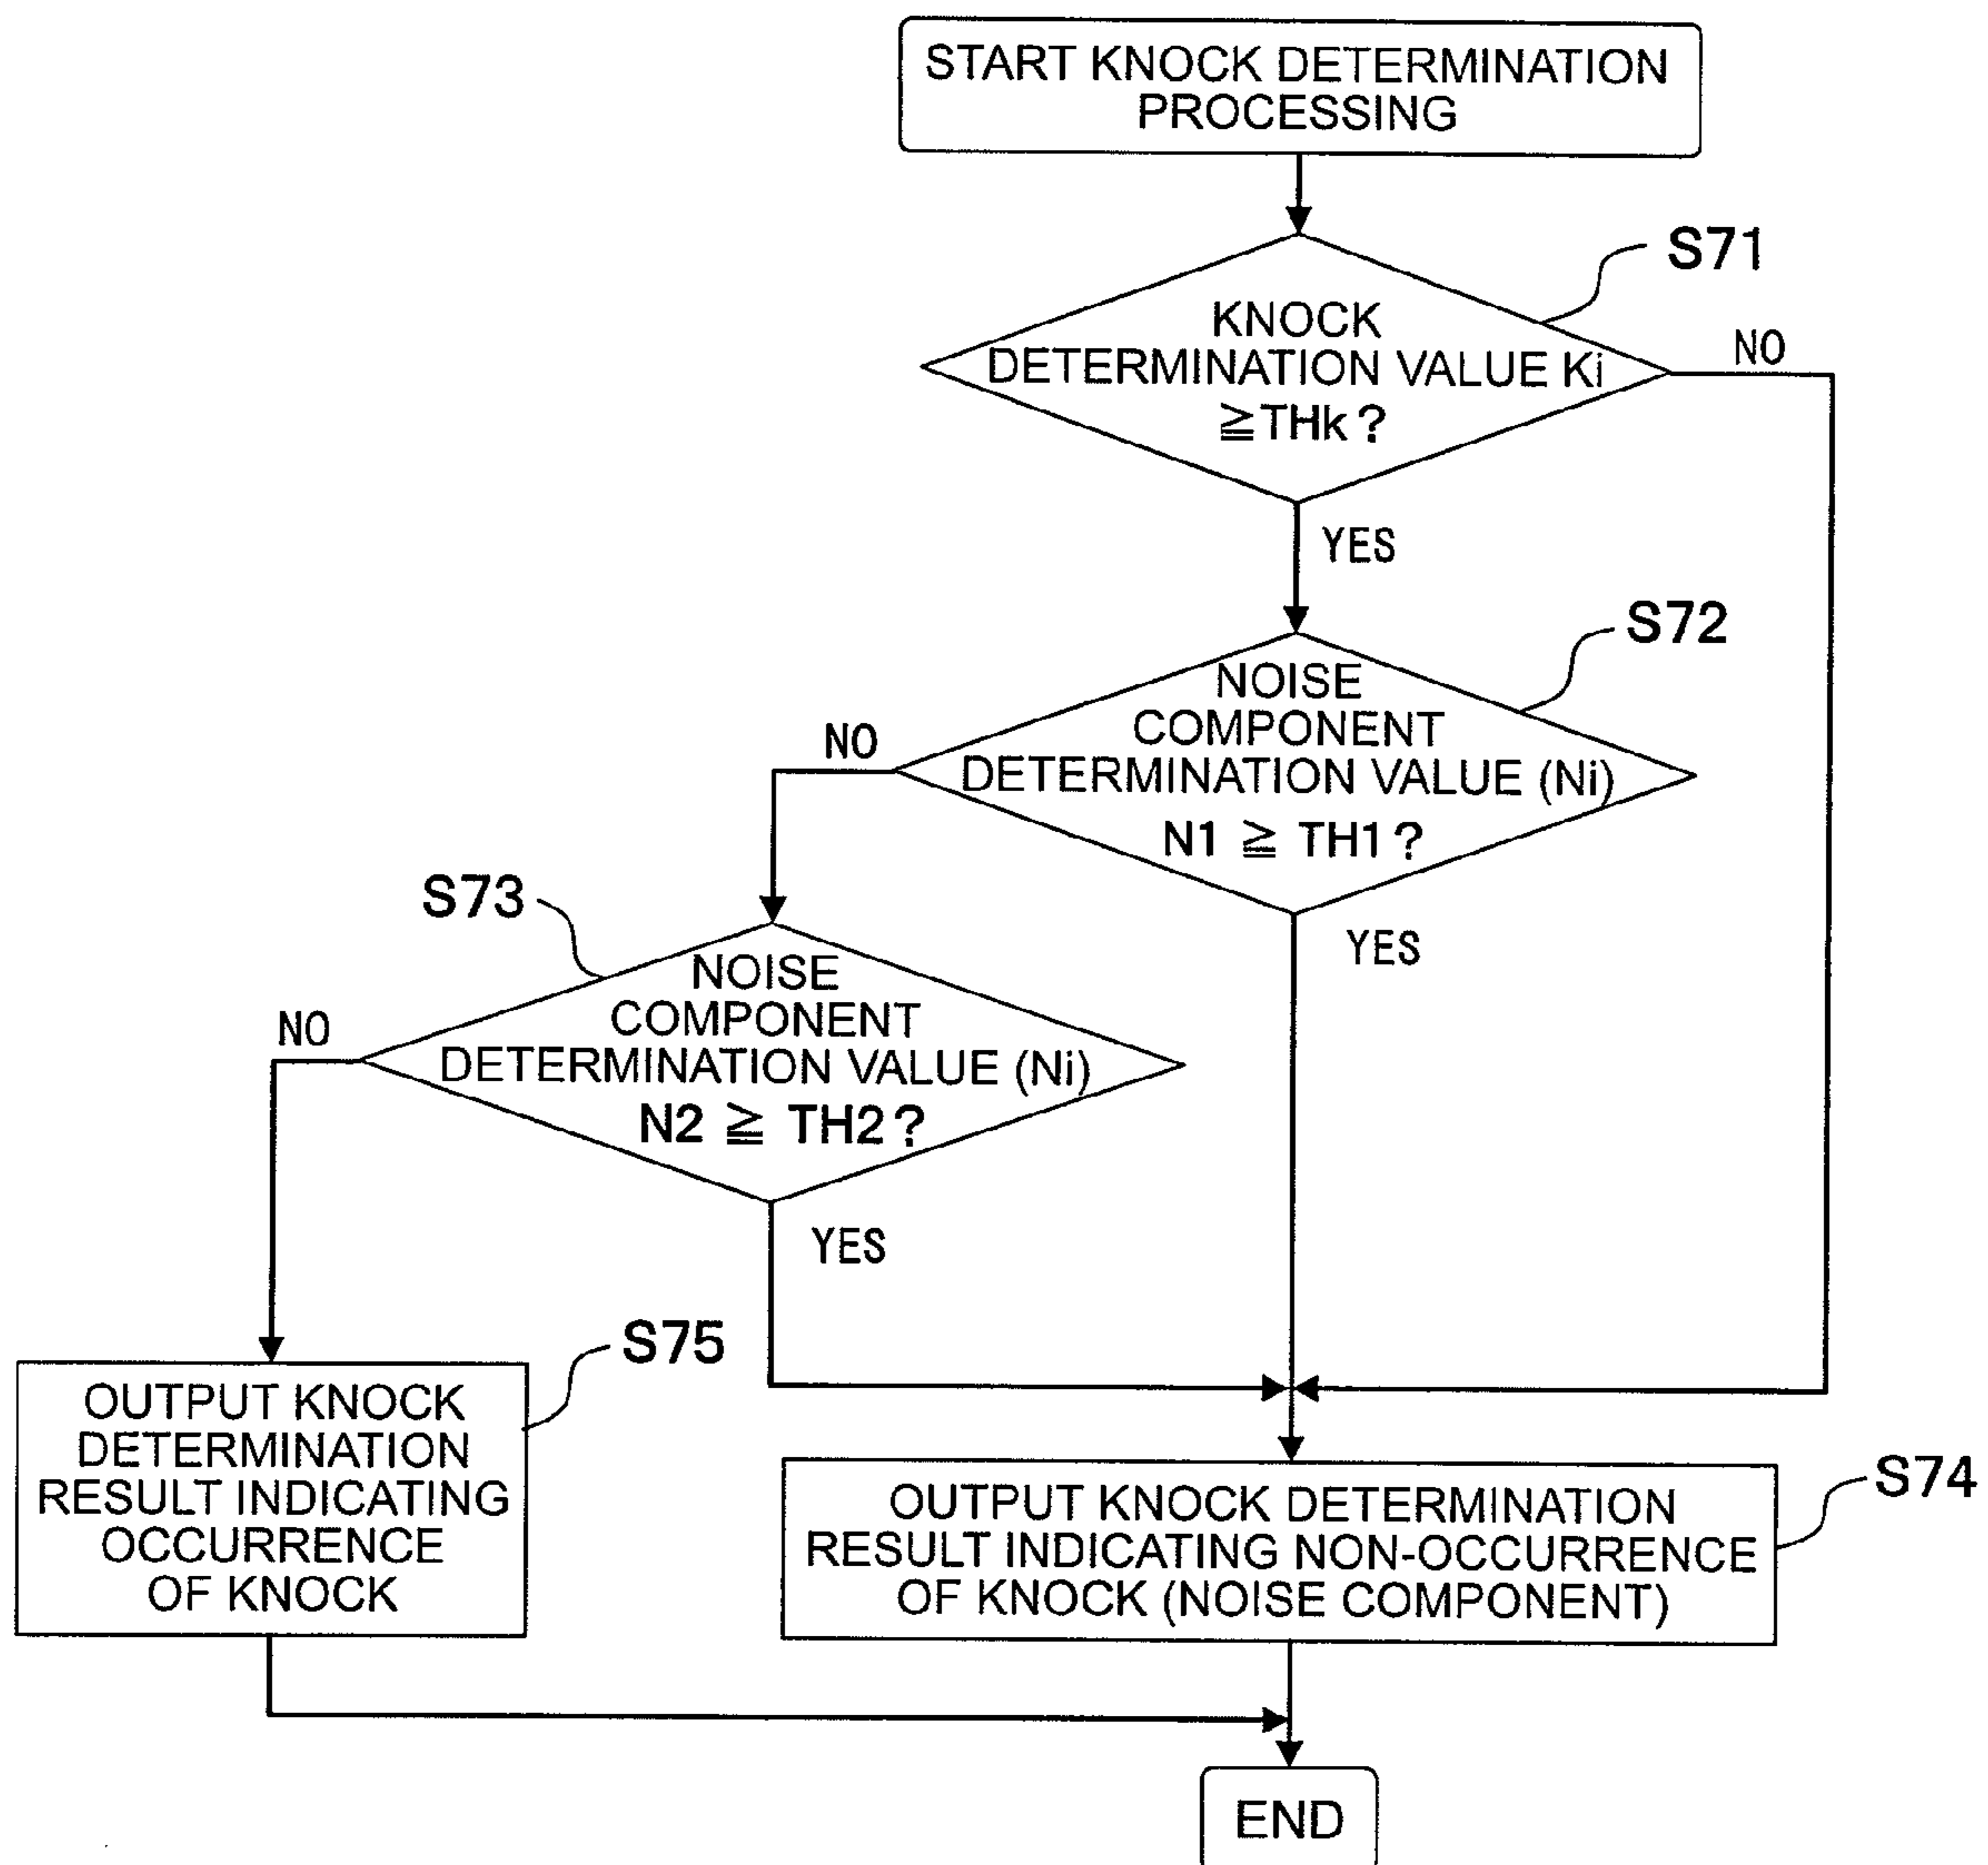 START KNOCK DETERMINATION
PROCESSING
S71
KNOCK
DETERMINATION VALUE Ki
≧THk?
NO
YES
S72
NOISE
COMPONENT
DETERMINATION VALUE (Ni)
N1 ≧ TH1?
NO
YES
S73
NOISE
COMPONENT
DETERMINATION VALUE (Ni)
N2 ≧ TH2?
NO
YES
S75
OUTPUT KNOCK
DETERMINATION
RESULT INDICATING
OCCURRENCE
OF KNOCK
S74
OUTPUT KNOCK DETERMINATION
RESULT INDICATING NON-OCCURRENCE
OF KNOCK (NOISE COMPONENT)
END